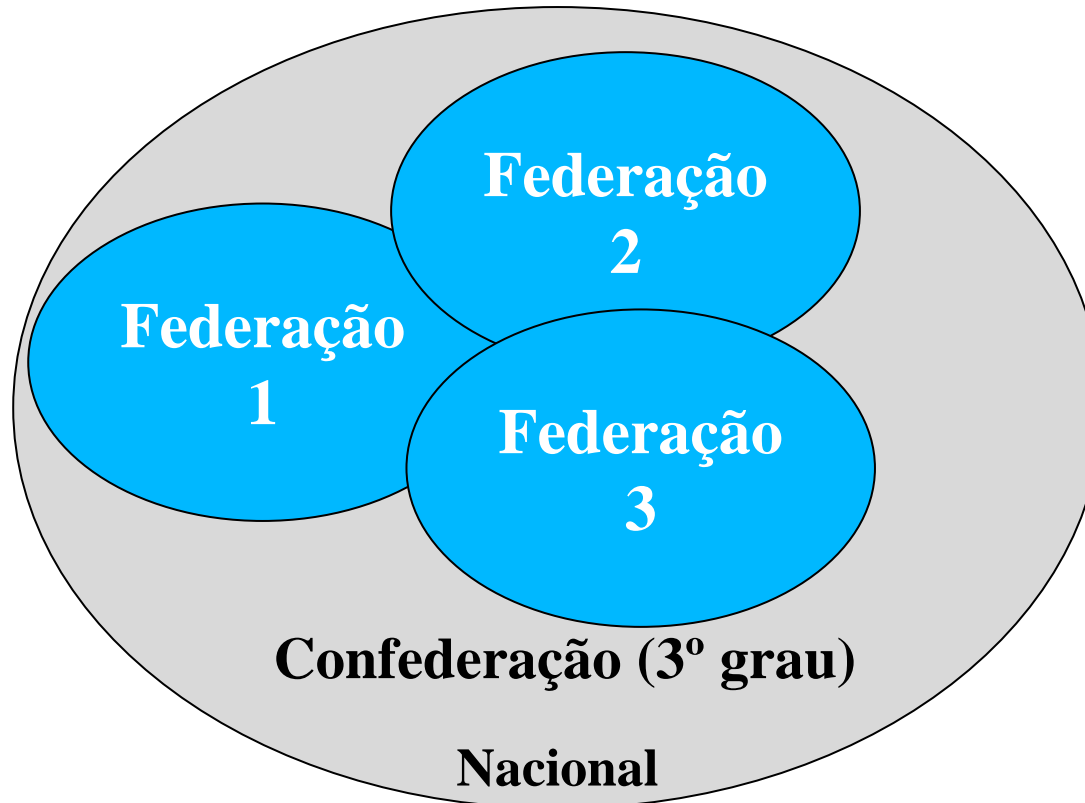 Federação
2
Federação
1
Federação
3
Confederação (3º grau)
Nacional